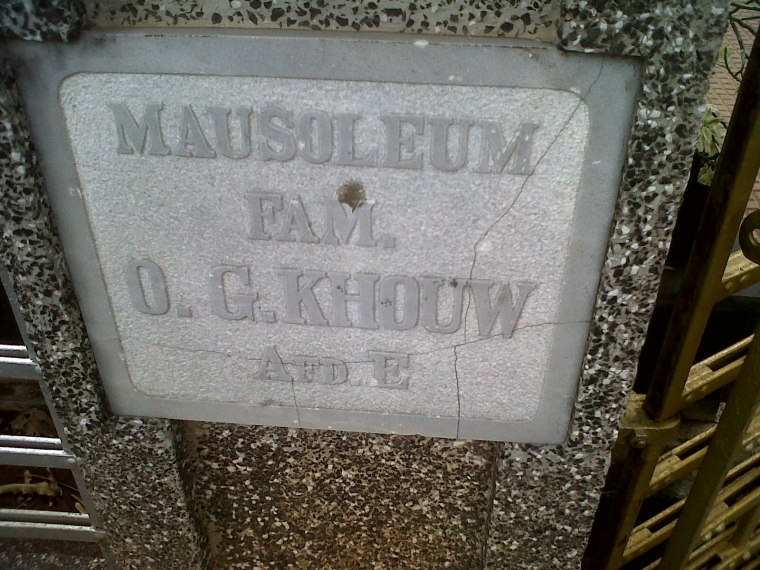 MAUSOLEUM
FAM.
O. G. KHOUW
AFD. E